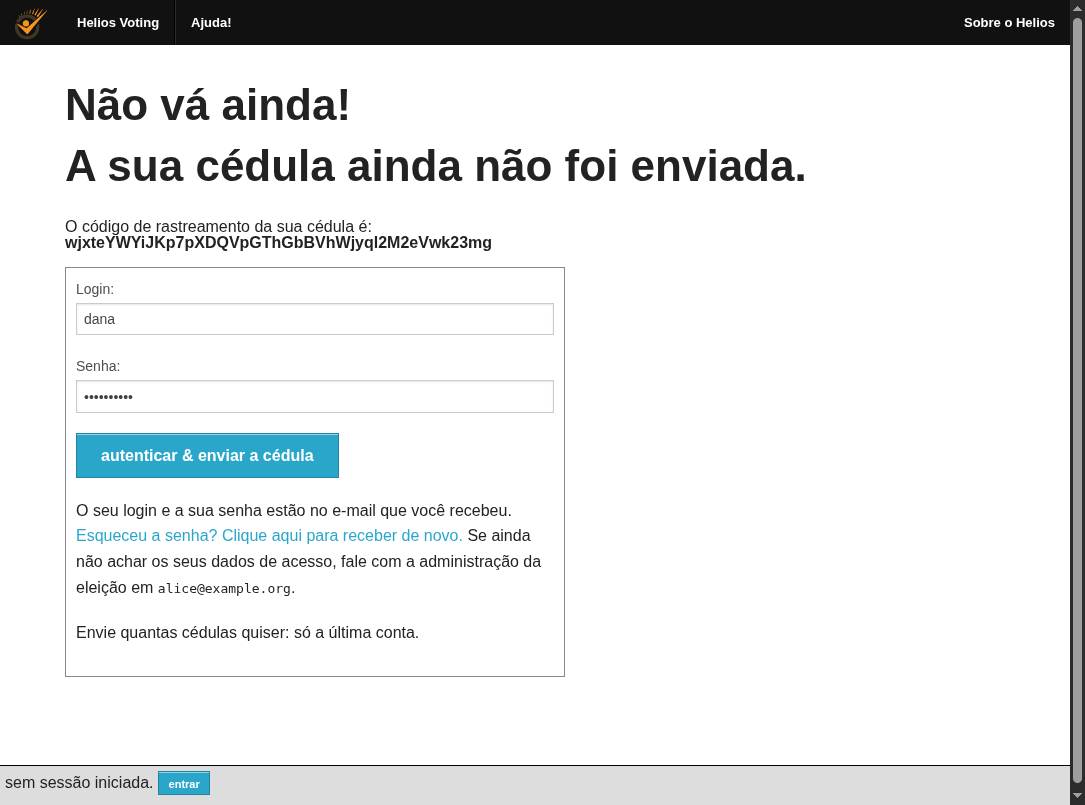 Helios Voting
Ajuda!
Sobre o Helios
Não vá ainda!
A sua cédula ainda não foi enviada.
O código de rastreamento da sua cédula é:
wjxteYWYiJKp7pXDQVpGThGbBVhWjyql2M2eVwk23mg
Login:
dana
Senha:
••••••••••
autenticar & enviar a cédula
O seu login e a sua senha estão no e-mail que você recebeu.
Esqueceu a senha? Clique aqui para receber de novo. Se ainda
não achar os seus dados de acesso, fale com a administração da
eleição em alice@example.org.
Envie quantas cédulas quiser: só a última conta.
sem sessão iniciada. entrar